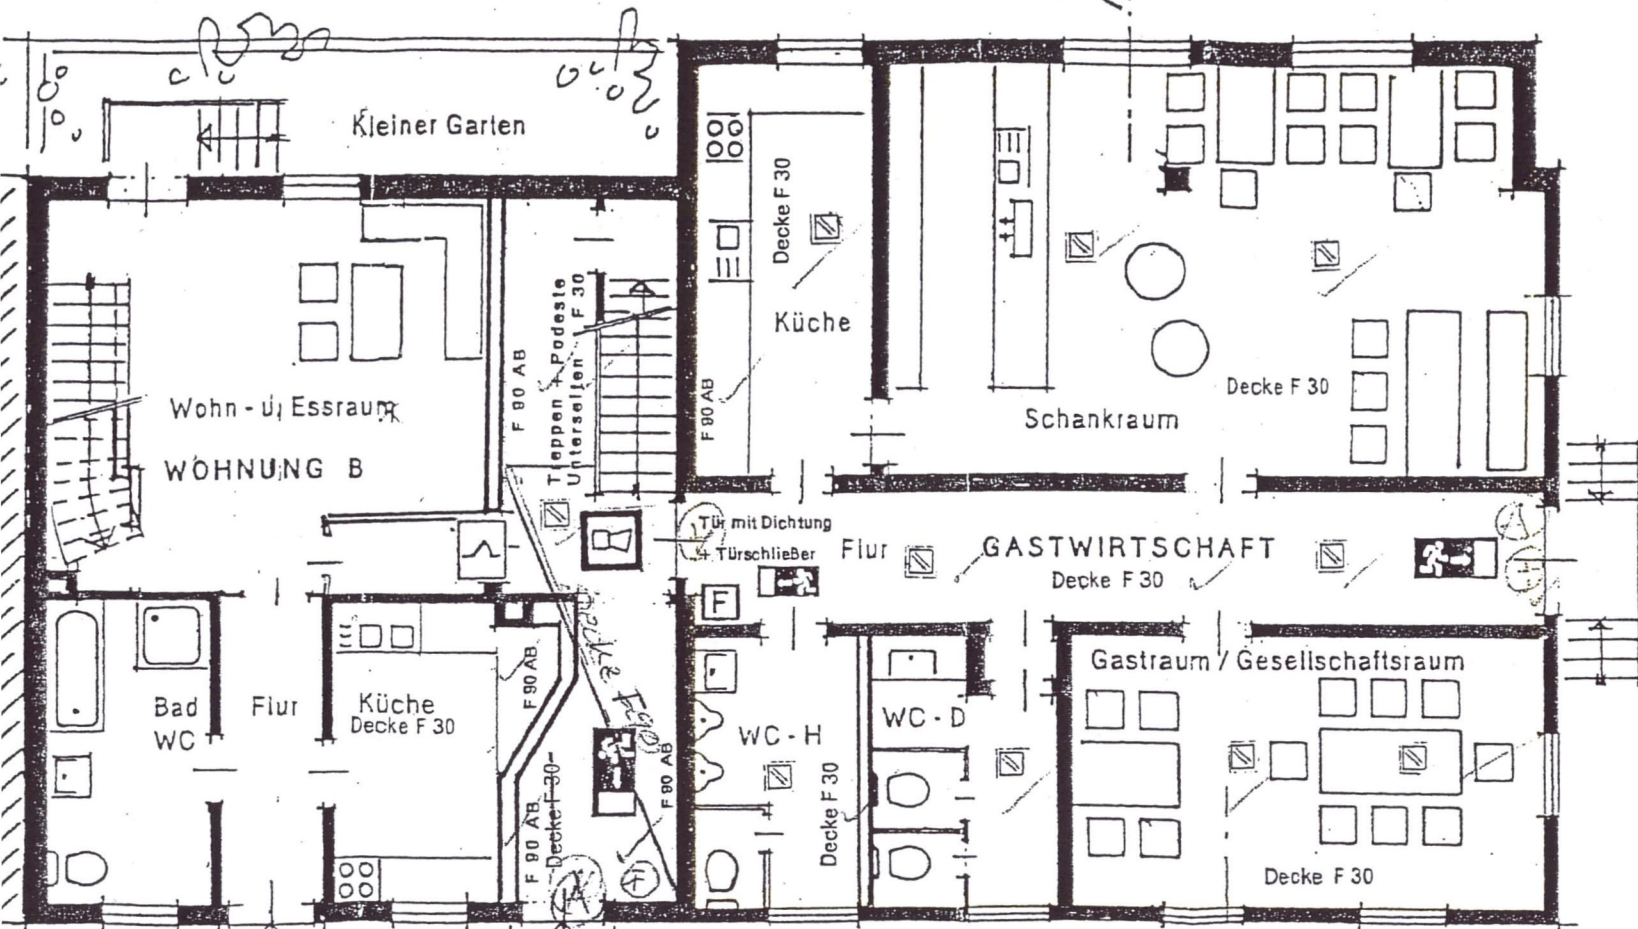 Kleiner Garten
Decke F 30
Küche
F 90 AB
Schankraum
Decke F 30
Wohn- u. Essraum
WOHNUNG B
F 90 AB
Treppen + Podeste
Unterseiten F 30
Tür mit Dichtung
+ Türschließer
Flur
GASTWIRTSCHAFT
Decke F 30
F
Bad
WC
Flur
Küche
Decke F 30
F 90 AB
F 90 AB
Decke F 30
Decke F90
F 90 AB
WC - H
Decke F 30
WC - D
Gastraum / Gesellschaftsraum
Decke F 30